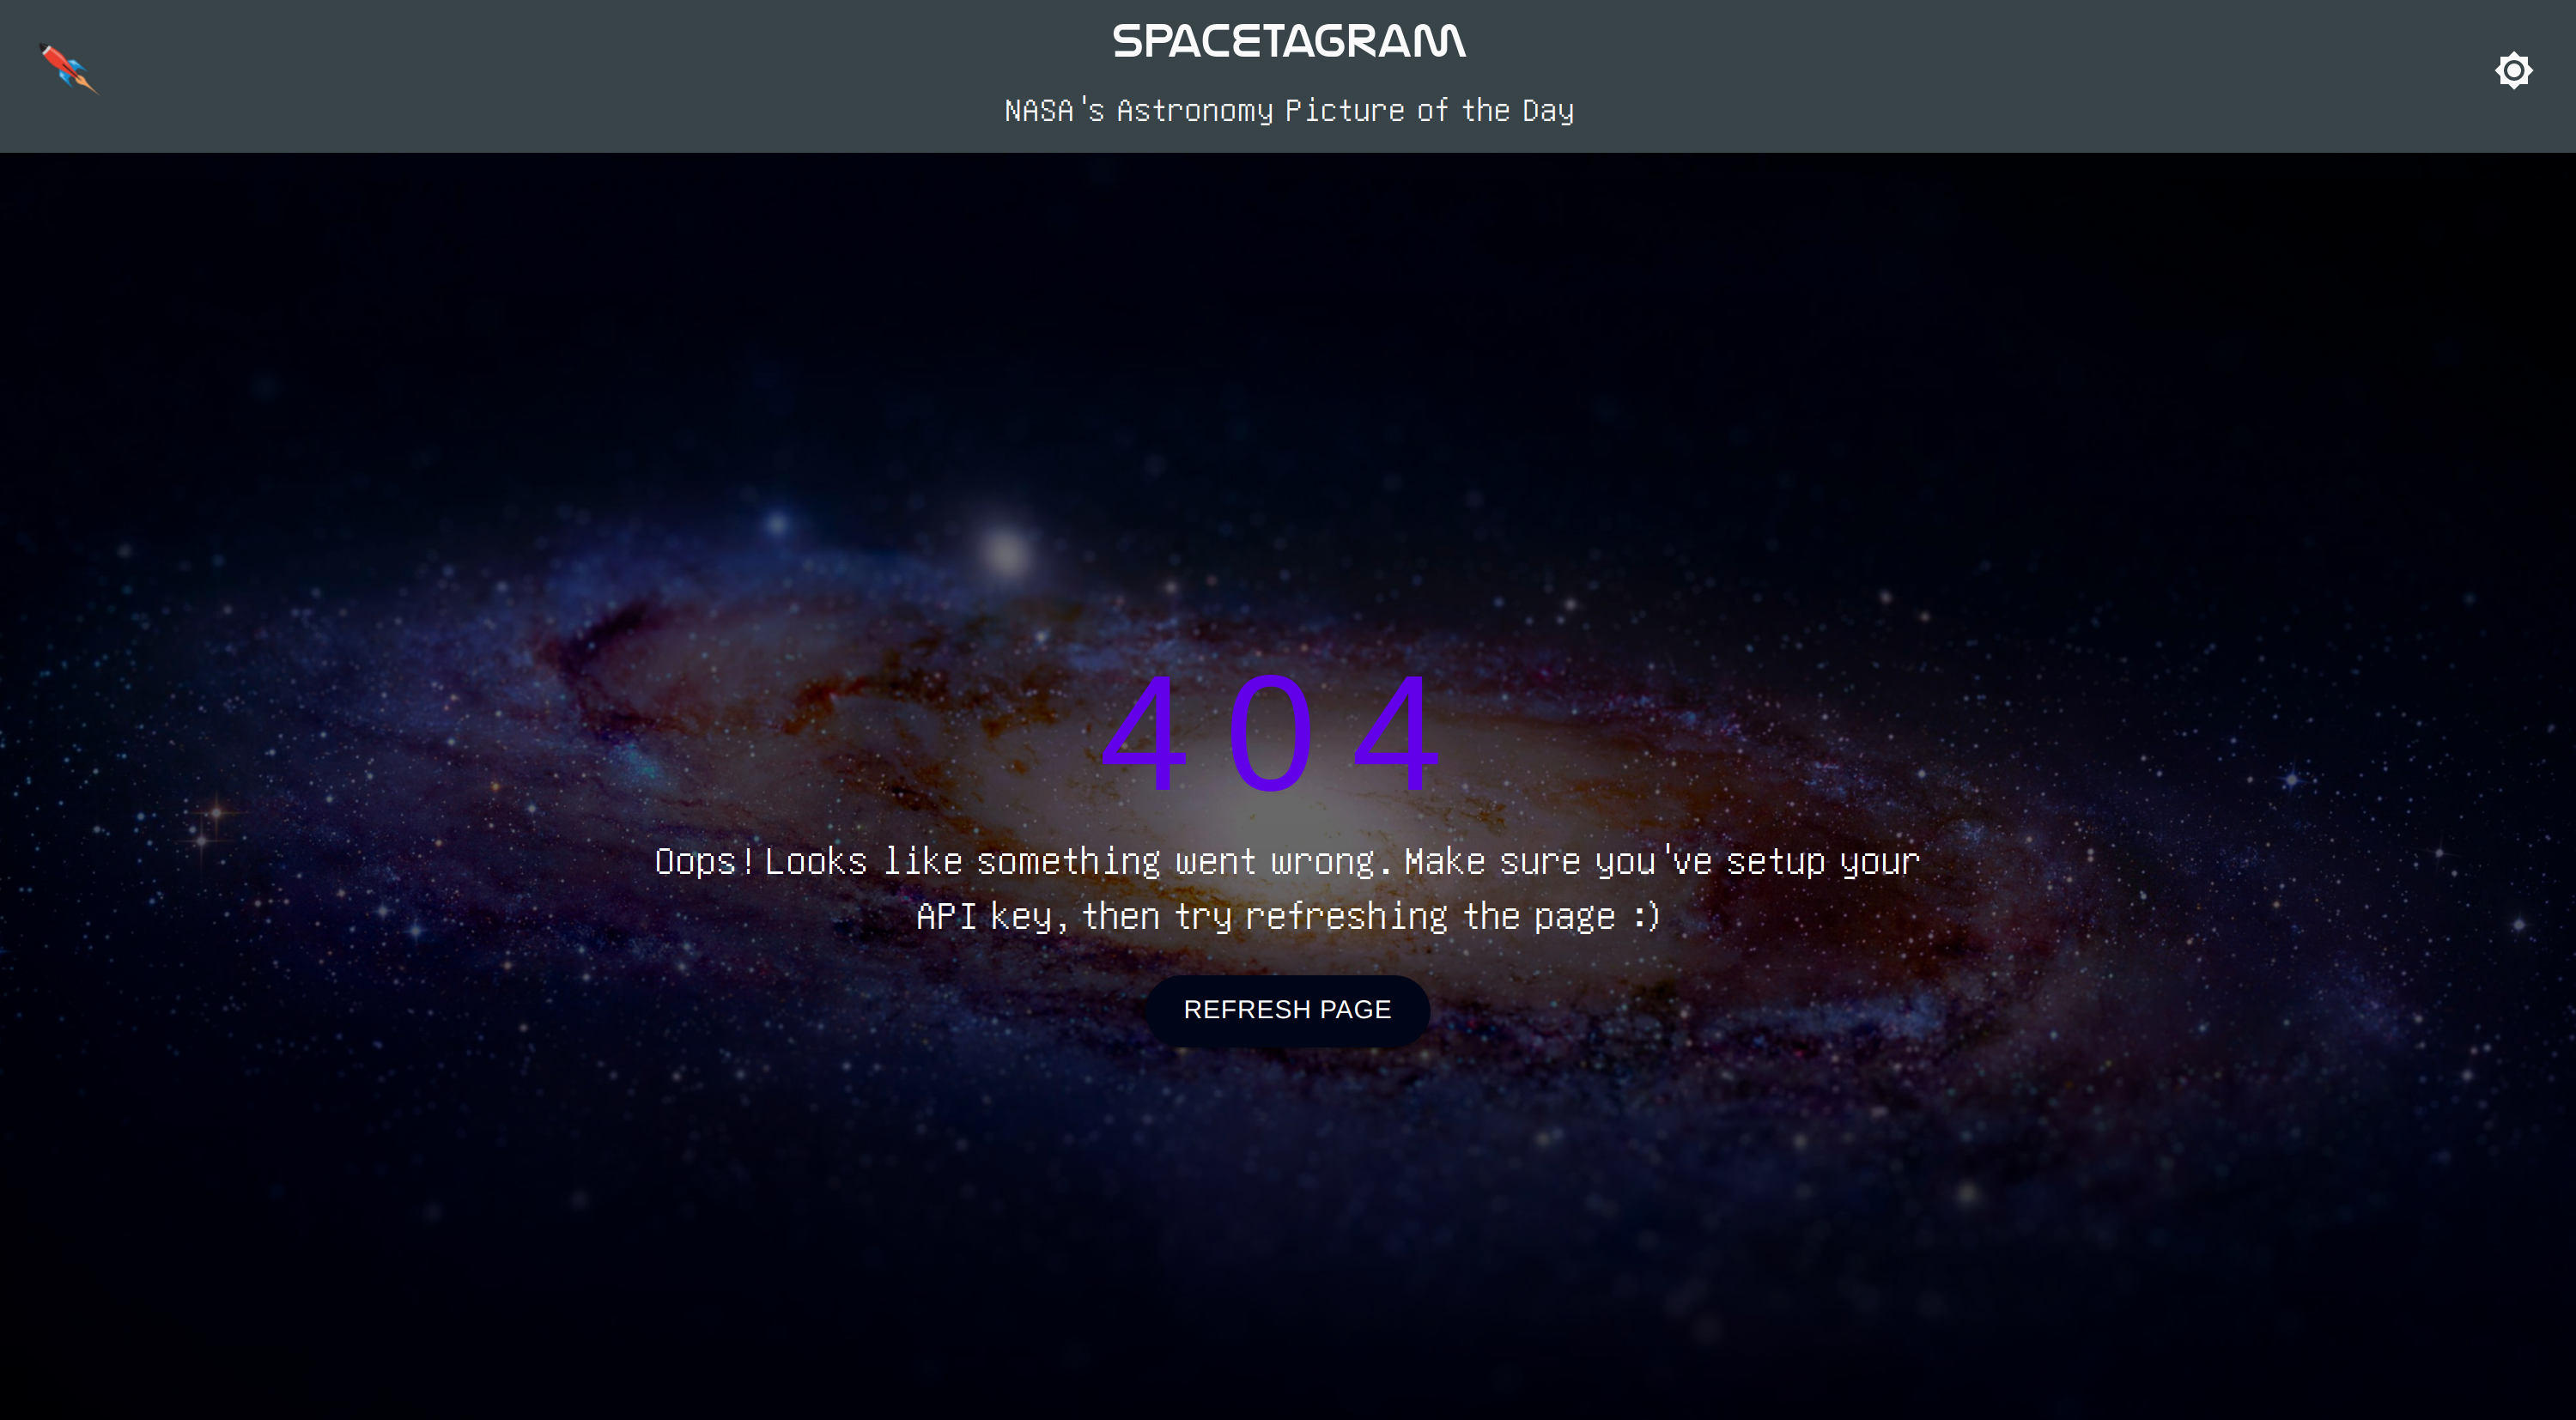 SPACETAGRAM
NASA's Astronomy Picture of the Day
404
Oops! Looks like something went wrong. Make sure you've setup your
API key, then try refreshing the page :)
REFRESH PAGE